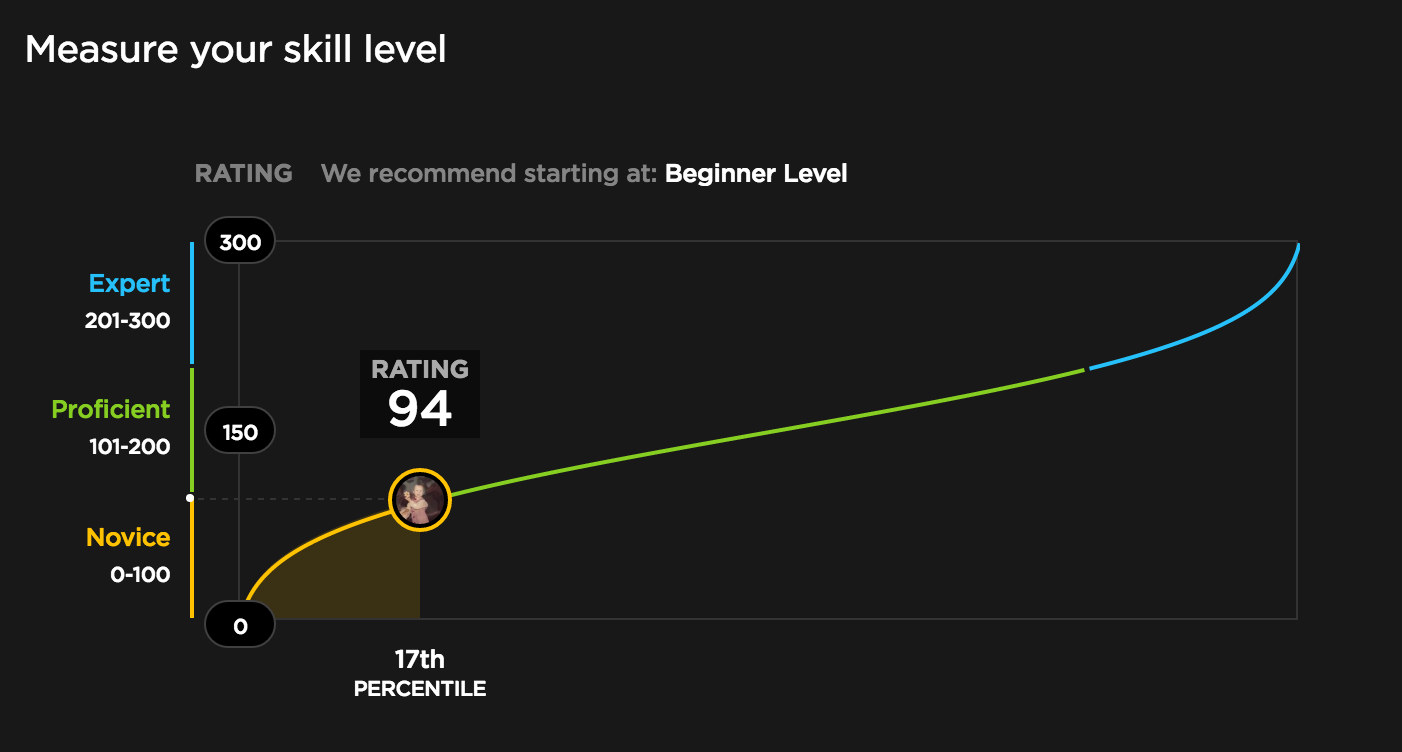 Measure your skill level
RATING We recommend starting at: Beginner Level
300
Expert
201-300
RATING
94
Proficient
101-200
150
Novice
0-100
0
17th
PERCENTILE